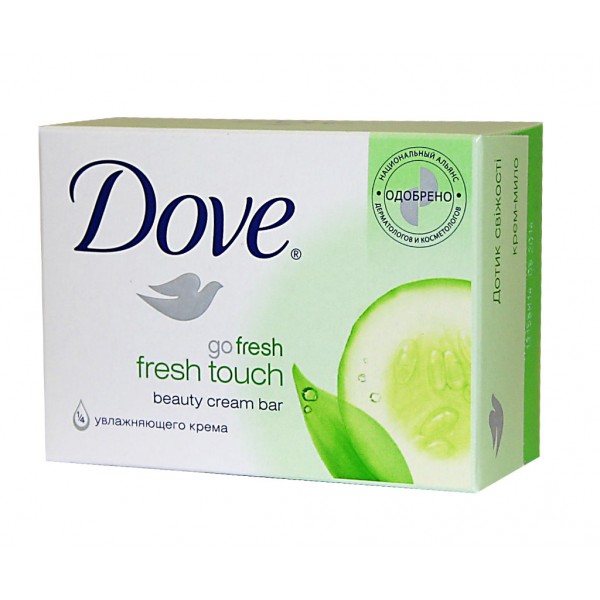 Dove®
go fresh
fresh touch
beauty cream bar
1/4 увлажняющего крема
НАЦИОНАЛЬНЫЙ АЛЬЯНС
ОДОБРЕНО
ДЕРМАТОЛОГОВ И КОСМЕТОЛОГОВ
Дотик свіжості
крем-мило